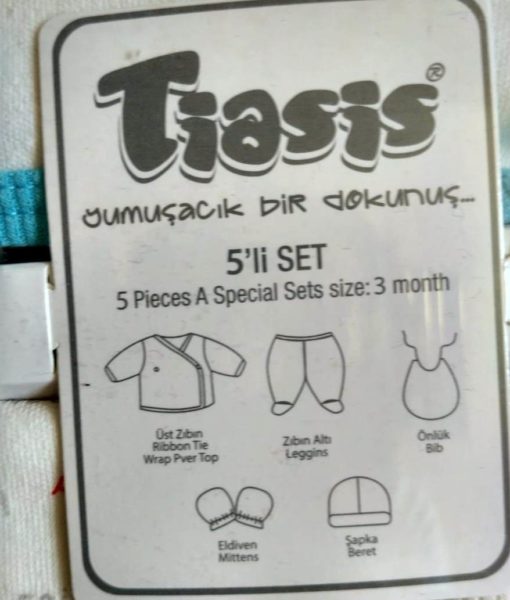 Tiasis®
yumuşacık bir dokunuş...
5'li SET
5 Pieces A Special Sets size: 3 month
Üst Zıbın
Ribbon Tie
Wrap Pver Top
Zıbın Altı
Leggins
Önlük
Bib
Eldiven
Mittens
Şapka
Beret